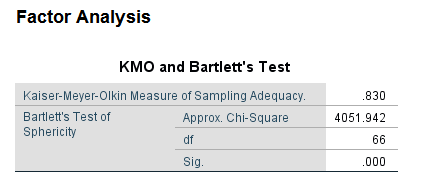 Factor Analysis
KMO and Bartlett's Test
Kaiser-Meyer-Olkin Measure of Sampling Adequacy. .830
Bartlett's Test of Sphericity Approx. Chi-Square 4051.942
df 66
Sig. .000